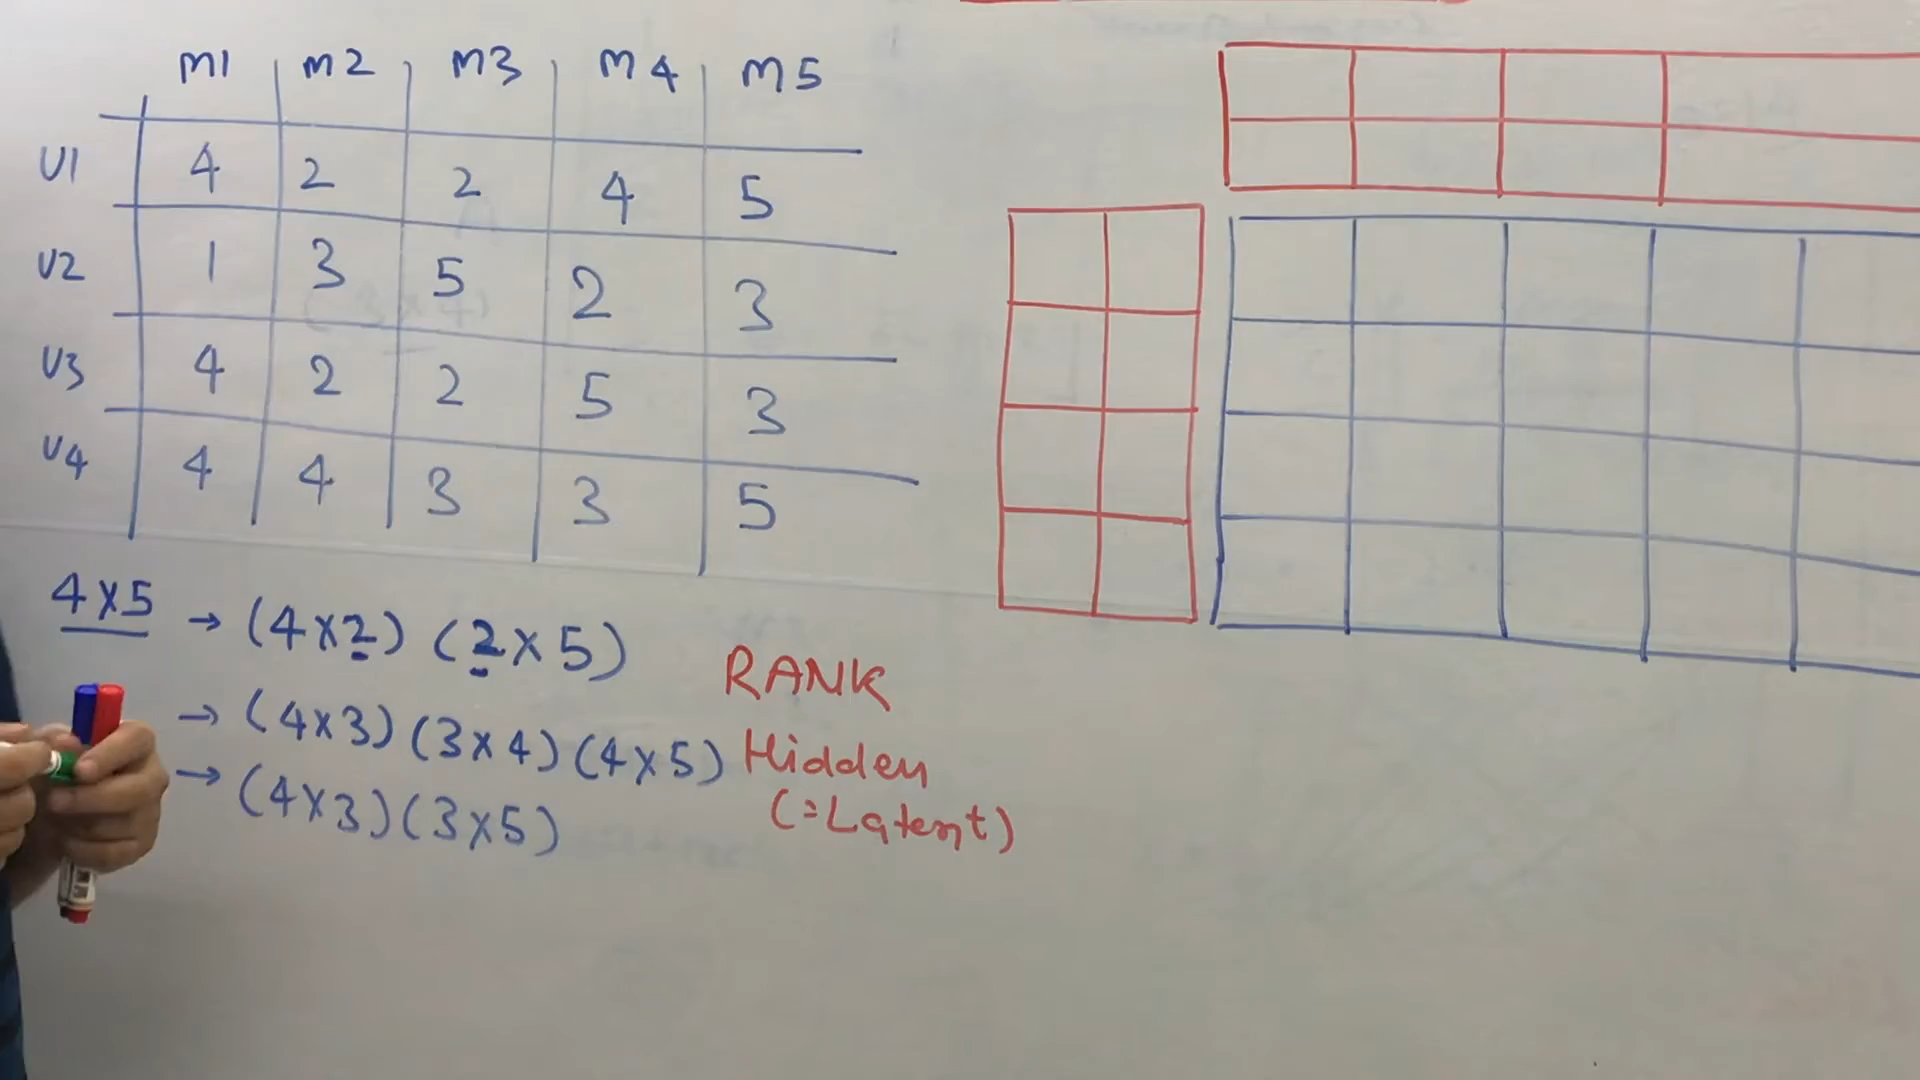 m1 m2 m3 m4 m5
U1 4 2 2 4 5
U2 1 3 5 2 3
U3 4 2 2 5 3
U4 4 4 3 3 5
4x5 → (4x2) (2x5)
RANK
→ (4x3) (3x4) (4x5)
Hidden
(=Latent)
→ (4x3) (3x5)